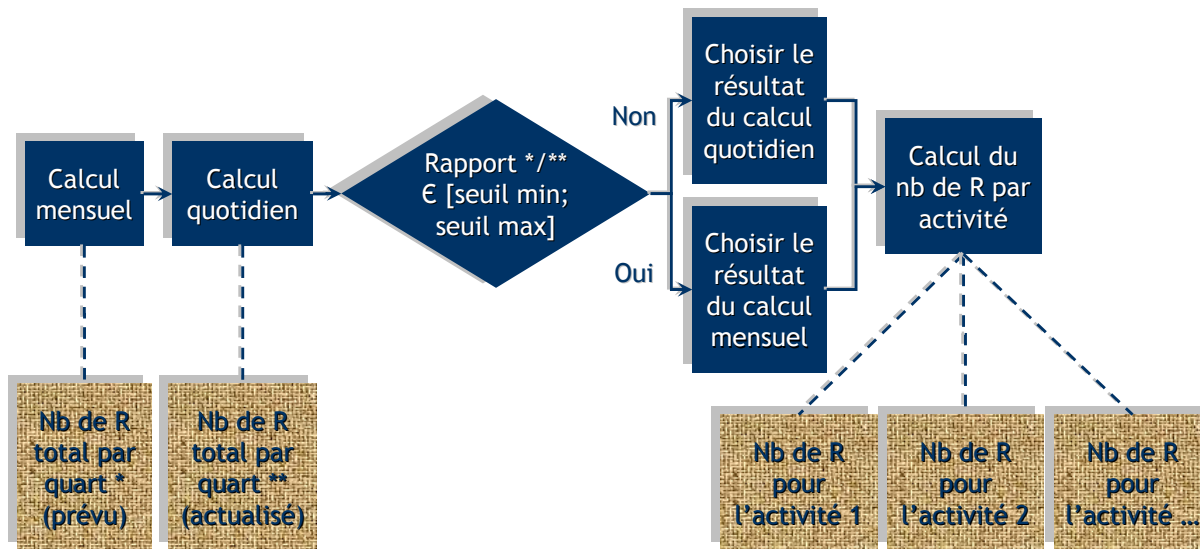 Calcul
mensuel
Calcul
quotidien
Rapport */**
Є [seuil min;
seuil max]
Non
Oui
Choisir le
résultat
du calcul
quotidien
Choisir le
résultat
du calcul
mensuel
Calcul du
nb de R par
activité
Nb de R
total par
quart *
(prévu)
Nb de R
total par
quart **
(actualisé)
Nb de R
pour
l’activité 1
Nb de R
pour
l’activité 2
Nb de R
pour
l’activité …